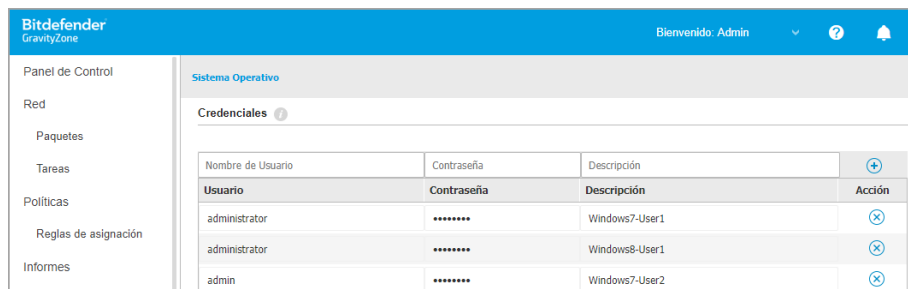 Bitdefender
GravityZone
Bienvenido: Admin
Panel de Control
Red
Paquetes
Tareas
Políticas
Reglas de asignación
Informes
Sistema Operativo
Credenciales
Nombre de Usuario Contraseña Descripción
Usuario Contraseña Descripción Acción
administrator •••••••• Windows7-User1
administrator •••••••• Windows8-User1
admin •••••••• Windows7-User2